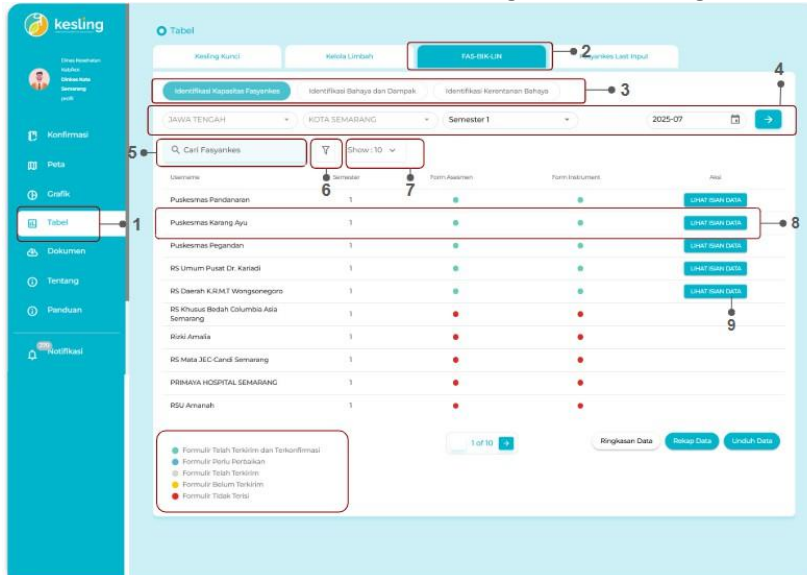 kesling
Dinas Kesehatan
Kab/Kot
Dinkes Kota
Semarang
profil
Konfirmasi
Peta
Grafik
Tabel
Dokumen
Tentang
Panduan
Notifikasi
Tabel
Kesling Kunci
Kelola Limbah
FAS-BIK-LIN
Fasyankes Last Input
2
4
Identifikasi Kapasitas Fasyankes
Identifikasi Bahaya dan Dampak
Identifikasi Kerentanan Bahaya
3
JAWA TENGAH
KOTA SEMARANG
Semester 1
2025-07
5
Cari Fasyankes
Show : 10
6
7
Username
Semester
Form Asesmen
Form Instrument
Aksi
Puskesmas Pandanaran 1 LIHAT ISIAN DATA
1
Puskesmas Karang Ayu 1 LIHAT ISIAN DATA
8
Puskesmas Pegandan 1 LIHAT ISIAN DATA
RS Umum Pusat Dr. Kariadi 1 LIHAT ISIAN DATA
RS Daerah K.R.M.T Wongsonegoro 1 LIHAT ISIAN DATA
9
RS Khusus Bedah Columbia Asia
Semarang 1
Rizki Amalia 1
RS Mata JEC-Candi Semarang 1
PRIMAYA HOSPITAL SEMARANG 1
RSU Amanah 1
1 of 10
Ringkasan Data
Rekap Data
Unduh Data
Formulir Telah Terkirim dan Terkonfirmasi
Formulir Perlu Perbaikan
Formulir Telah Terkirim
Formulir Belum Terkirim
Formulir Tidak Terisi